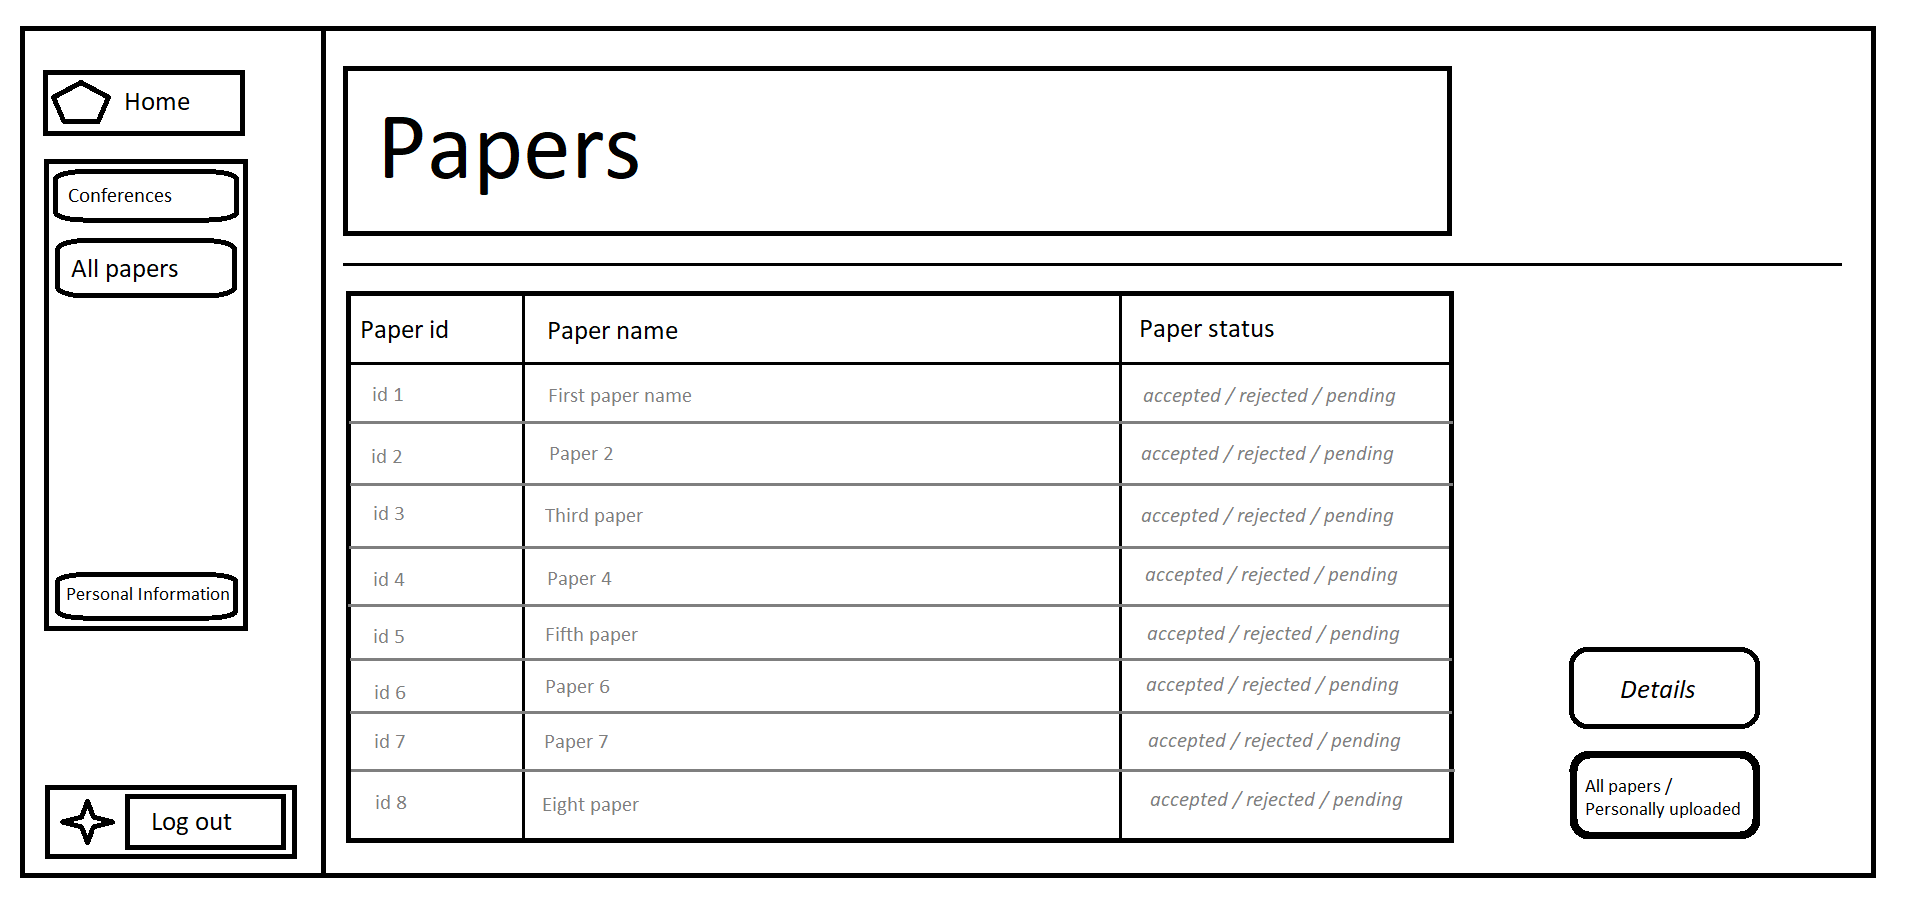 Home
Conferences
All papers
Personal Information
Log out
Papers
Paper id Paper name Paper status
id 1 First paper name accepted / rejected / pending
id 2 Paper 2 accepted / rejected / pending
id 3 Third paper accepted / rejected / pending
id 4 Paper 4 accepted / rejected / pending
id 5 Fifth paper accepted / rejected / pending
id 6 Paper 6 accepted / rejected / pending
id 7 Paper 7 accepted / rejected / pending
id 8 Eight paper accepted / rejected / pending
Details
All papers /
Personally uploaded